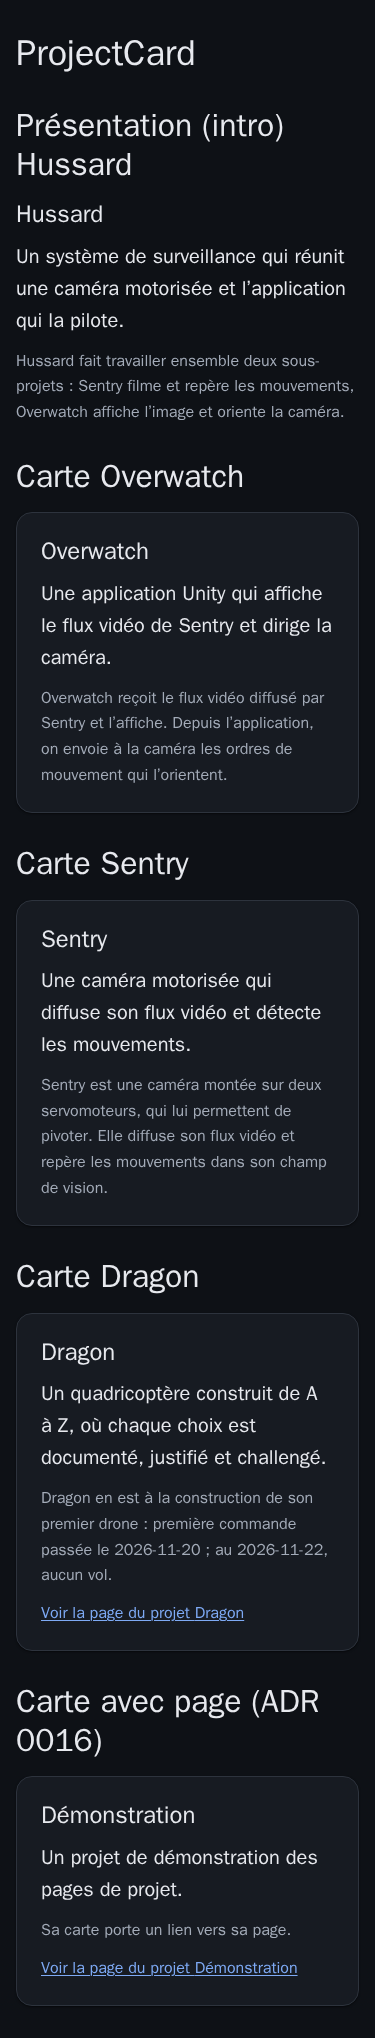 ProjectCard
Présentation (intro)
Hussard
Hussard
Un système de surveillance qui réunit
une caméra motorisée et l’application
qui la pilote.
Hussard fait travailler ensemble deux sous-
projets : Sentry filme et repère les mouvements,
Overwatch affiche l’image et oriente la caméra.
Carte Overwatch
Overwatch
Une application Unity qui affiche
le flux vidéo de Sentry et dirige la
caméra.
Overwatch reçoit le flux vidéo diffusé par
Sentry et l’affiche. Depuis l’application,
on envoie à la caméra les ordres de
mouvement qui l’orientent.
Carte Sentry
Sentry
Une caméra motorisée qui
diffuse son flux vidéo et détecte
les mouvements.
Sentry est une caméra montée sur deux
servomoteurs, qui lui permettent de
pivoter. Elle diffuse son flux vidéo et
repère les mouvements dans son champ
de vision.
Carte Dragon
Dragon
Un quadricoptère construit de A
à Z, où chaque choix est
documenté, justifié et challengé.
Dragon en est à la construction de son
premier drone : première commande
passée le 2026-11-20 ; au 2026-11-22,
aucun vol.
Voir la page du projet Dragon
Carte avec page (ADR
0016)
Démonstration
Un projet de démonstration des
pages de projet.
Sa carte porte un lien vers sa page.
Voir la page du projet Démonstration